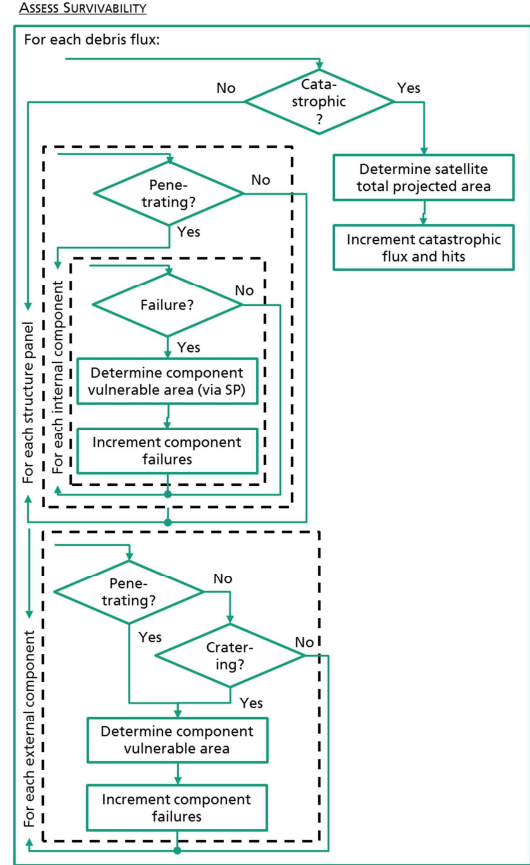 ASSESS SURVIVABILITY
For each debris flux:
No
Cata-
strophic
?
Yes
Determine satellite
total projected area
Increment catastrophic
flux and hits
For each structure panel
Pene-
trating?
No
Yes
For each internal component
Failure?
No
Yes
Determine component
vulnerable area (via SP)
Increment component
failures
For each external component
Pene-
trating?
No
Yes
Crater-
ing?
No
Yes
Determine component
vulnerable area
Increment component
failures